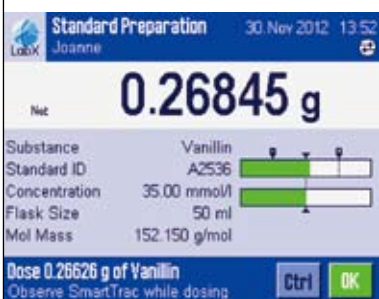 Standard Preparation 30. Nov 2012 13:52
LabX Joanne
Net 0.26845 g
Substance Vanillin
Standard ID A2536
Concentration 35.00 mmol/l
Flask Size 50 ml
Mol Mass 152.150 g/mol
Dose 0.26626 g of Vanillin
Observe SmartTrac while dosing
Ctrl OK